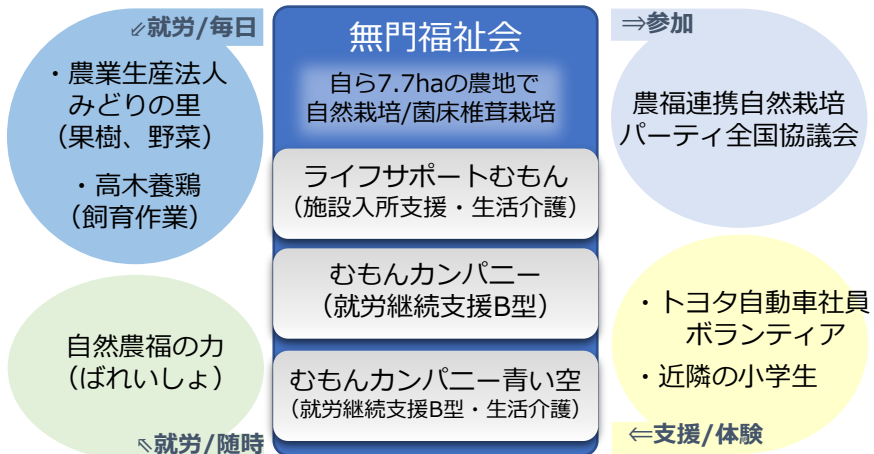 ⇙就労/毎日
・農業生産法人
みどりの里
（果樹、野菜）
・高木養鶏
（飼育作業）
自然農福の力
（ばれいしょ）
⇖就労/随時
無門福祉会
自ら7.7haの農地で
自然栽培/菌床椎茸栽培
ライフサポートむもん
（施設入所支援・生活介護）
むもんカンパニー
（就労継続支援B型）
むもんカンパニー青い空
（就労継続支援B型・生活介護）
⇒参加
農福連携自然栽培
パーティ全国協議会
・トヨタ自動車社員
ボランティア
・近隣の小学生
⇐支援/体験